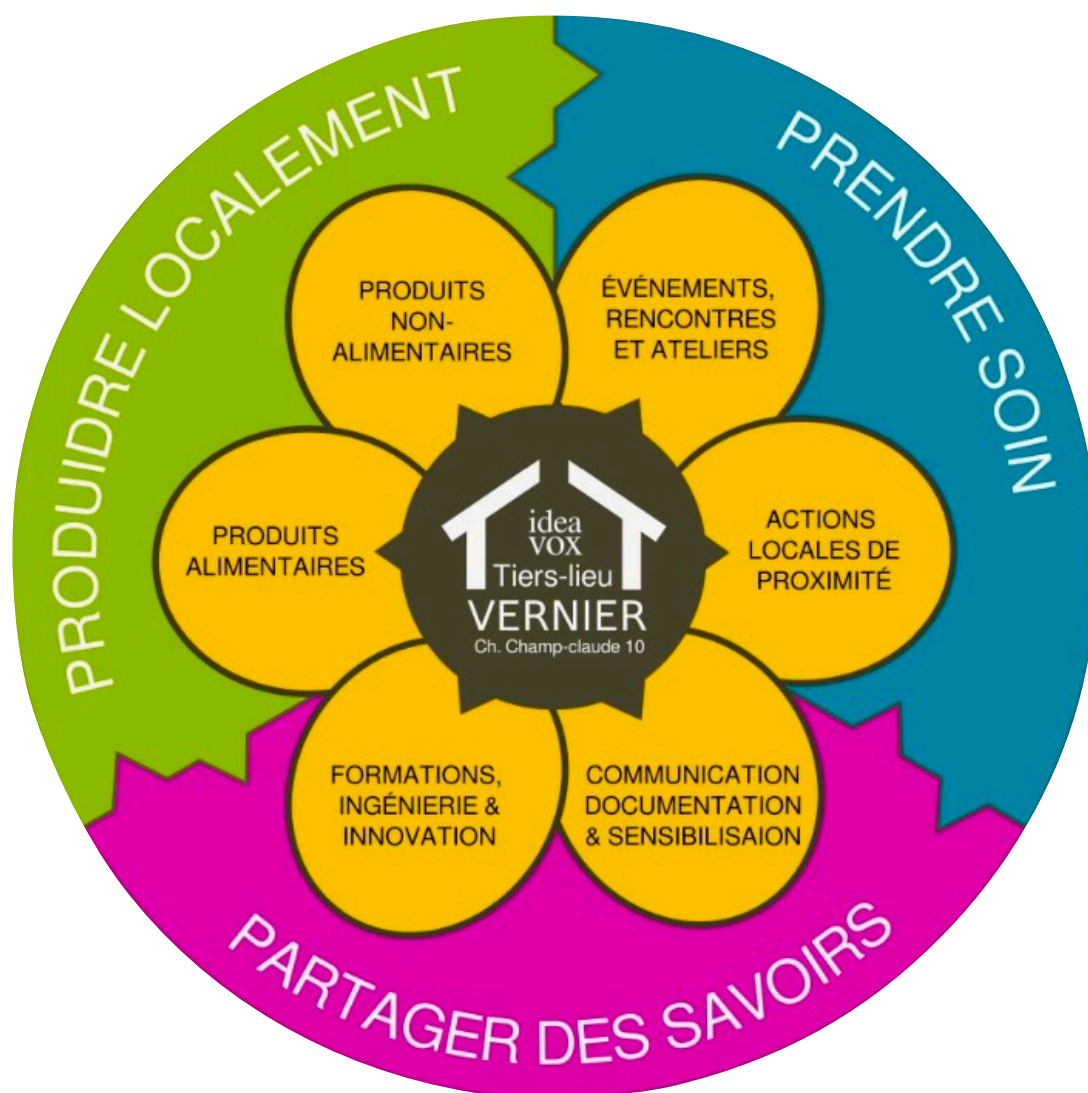 PRODUIDRE LOCALEMENT
PRENDRE SOIN
PRODUITS
NON-
ALIMENTAIRES
ÉVÉNEMENTS,
RENCONTRES
ET ATELIERS
PRODUITS
ALIMENTAIRES
idea
vox
Tiers-lieu
VERNIER
Ch. Champ-claude 10
ACTIONS
LOCALES DE
PROXIMITÉ
FORMATIONS,
INGÉNIERIE &
INNOVATION
COMMUNICATION
DOCUMENTATION
& SENSIBILISAION
PARTAGER DES SAVOIRS